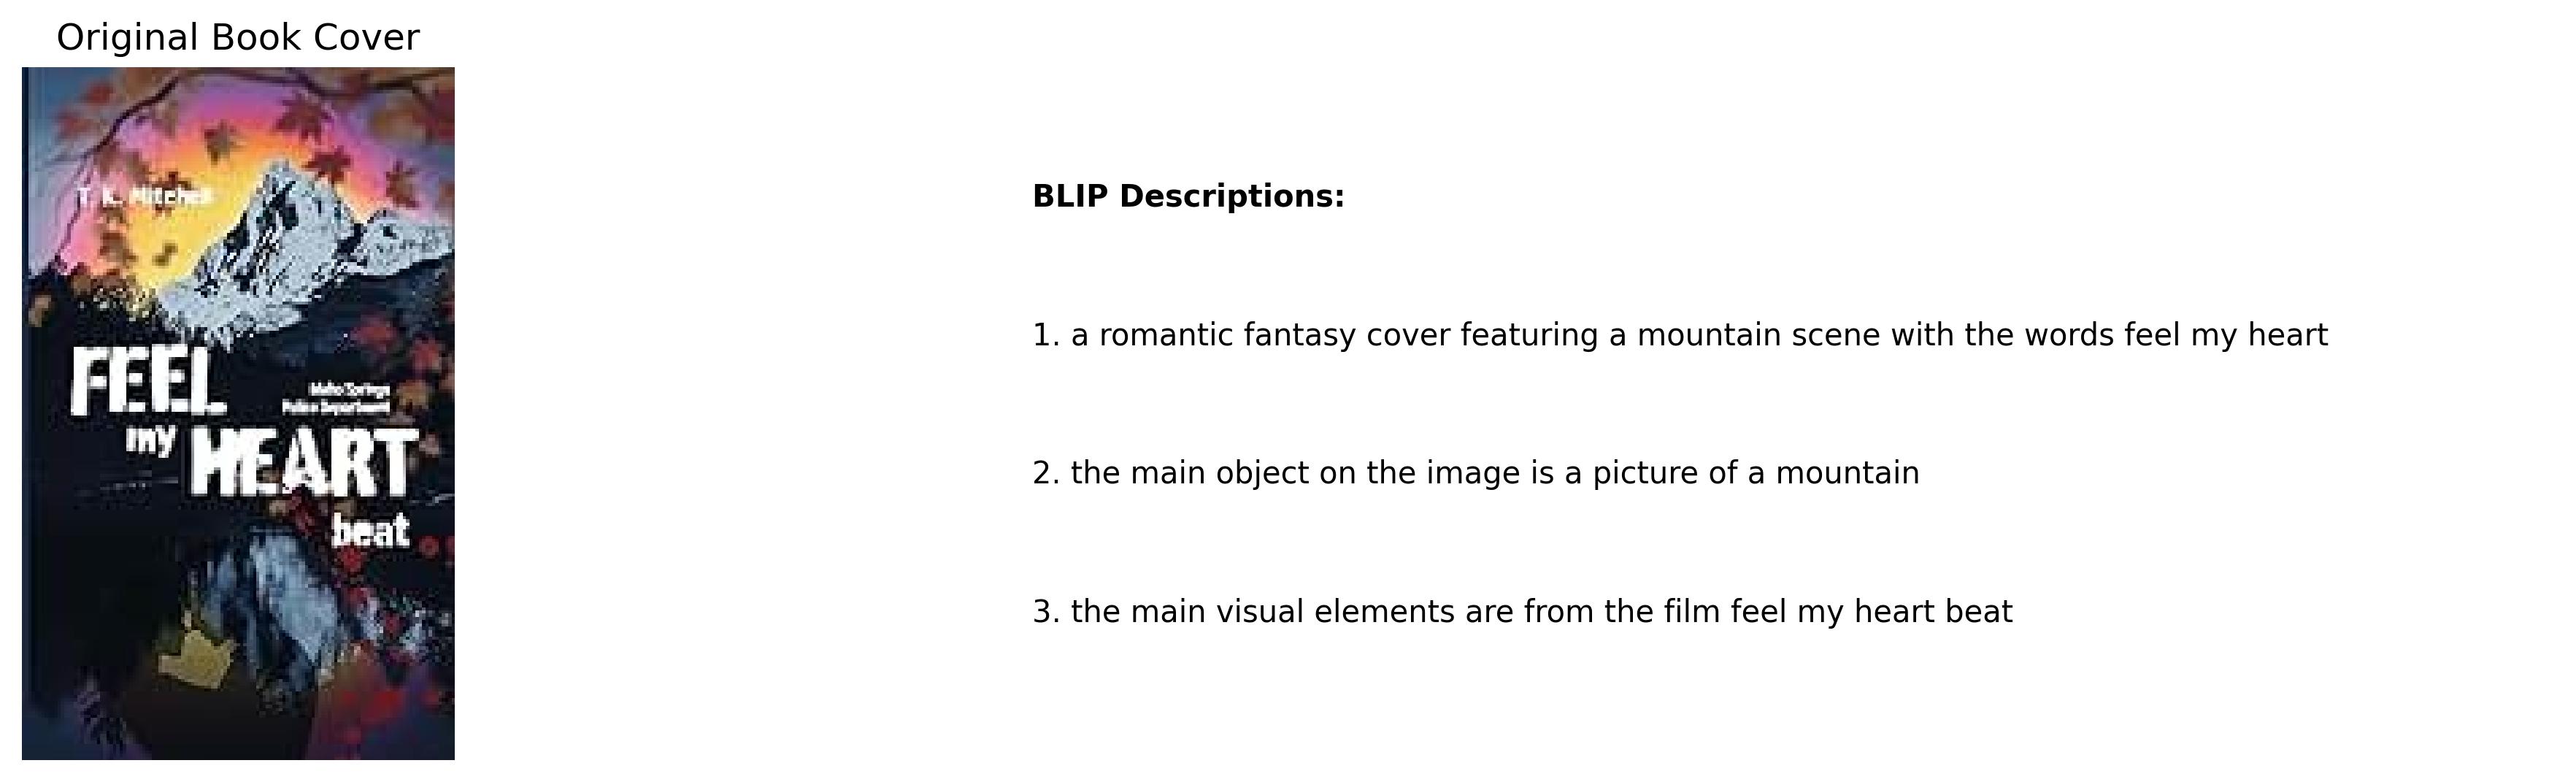 Original Book Cover
T. K. Mitchell
FEEL
Police Department
my HEART
beat
BLIP Descriptions:
1. a romantic fantasy cover featuring a mountain scene with the words feel my heart
2. the main object on the image is a picture of a mountain
3. the main visual elements are from the film feel my heart beat